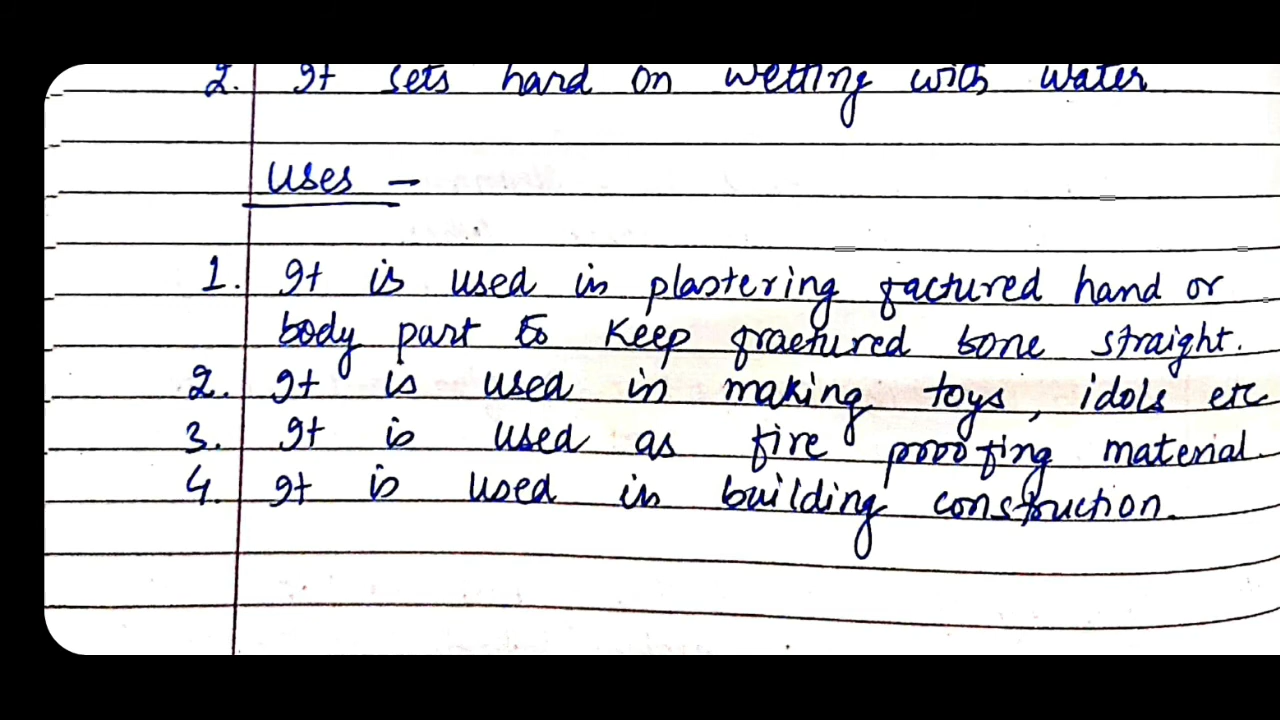 2. It sets hard on wetting with water
Uses -
1. It is used in plastering factured hand or
body part to keep fractured bone straight.
2. It is used in making toys, idols etc
3. It is used as fire proofing material.
4. It is used in building construction.